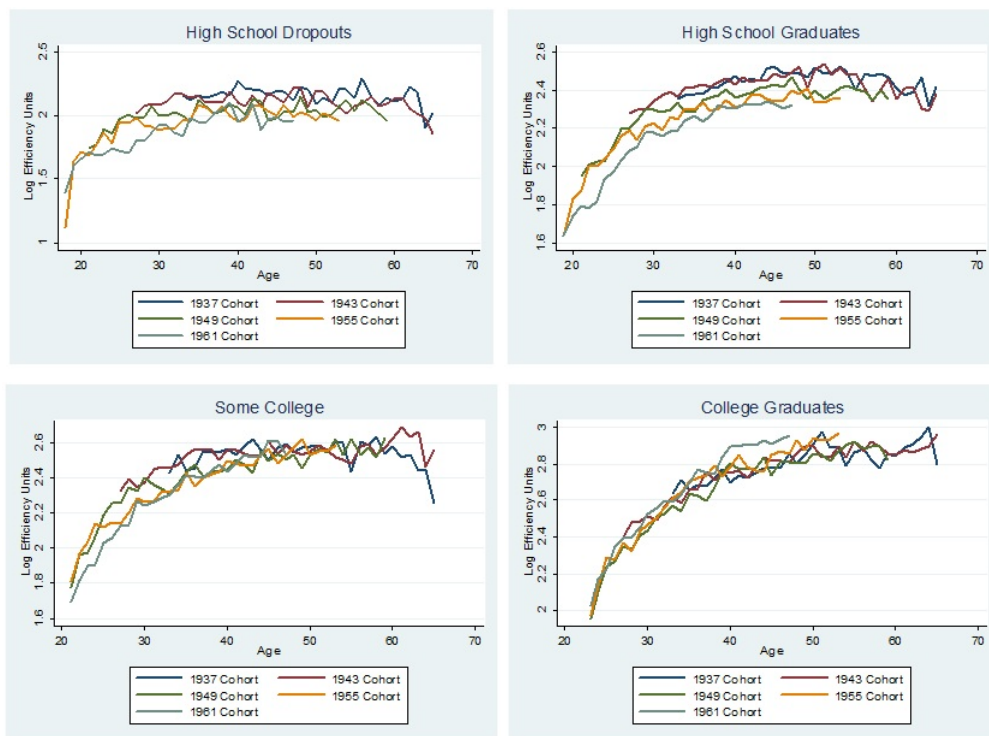 High School Dropouts
Log Efficiency Units
2.5
2
1.5
1
20 30 40 50 60 70
Age
1937 Cohort 1943 Cohort
1949 Cohort 1955 Cohort
1961 Cohort
High School Graduates
Log Efficiency Units
2.6
2.4
2.2
2
1.8
1.6
20 30 40 50 60 70
Age
1937 Cohort 1943 Cohort
1949 Cohort 1955 Cohort
1961 Cohort
Some College
Log Efficiency Units
2.6
2.4
2.2
2
1.8
1.6
20 30 40 50 60 70
Age
1937 Cohort 1943 Cohort
1949 Cohort 1955 Cohort
1961 Cohort
College Graduates
Log Efficiency Units
3
2.8
2.6
2.4
2.2
2
20 30 40 50 60 70
Age
1937 Cohort 1943 Cohort
1949 Cohort 1955 Cohort
1961 Cohort